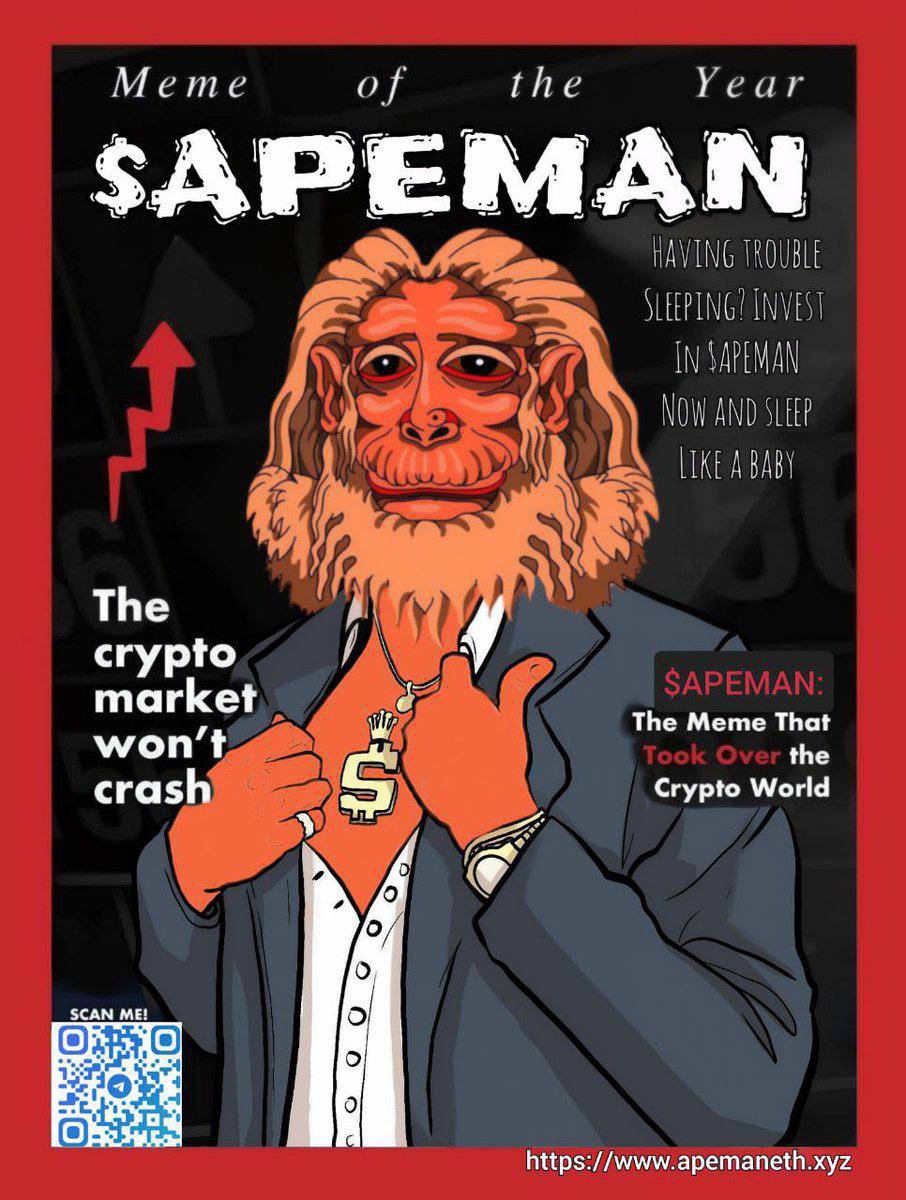 Meme of the Year
$APEMAN
HAVING TROUBLE
SLEEPING? INVEST
IN $APEMAN
NOW AND SLEEP
LIKE A BABY
The
crypto
market
won't
crash
$APEMAN:
The Meme That
Took Over the
Crypto World
SCAN ME!
https://www.apemaneth.xyz